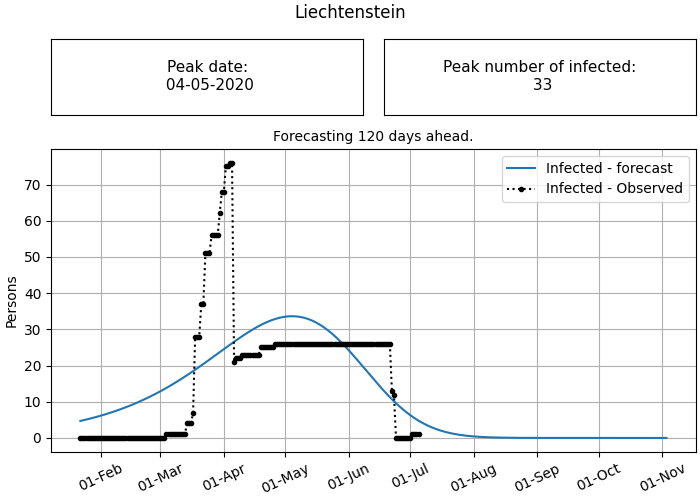 Liechtenstein
Peak date:
04-05-2020
Peak number of infected:
33
Forecasting 120 days ahead.
Infected - forecast
Infected - Observed
Persons
70
60
50
40
30
20
10
0
01-Feb
01-Mar
01-Apr
01-May
01-Jun
01-Jul
01-Aug
01-Sep
01-Oct
01-Nov